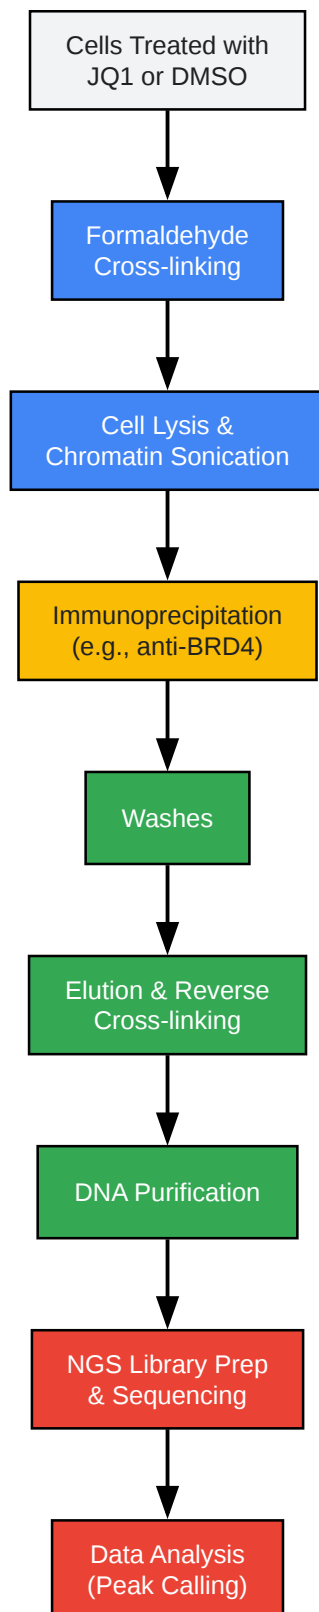 Cells Treated with
JQ1 or DMSO
Formaldehyde
Cross-linking
Cell Lysis &
Chromatin Sonication
Immunoprecipitation
(e.g., anti-BRD4)
Washes
Elution & Reverse
Cross-linking
DNA Purification
NGS Library Prep
& Sequencing
Data Analysis
(Peak Calling)